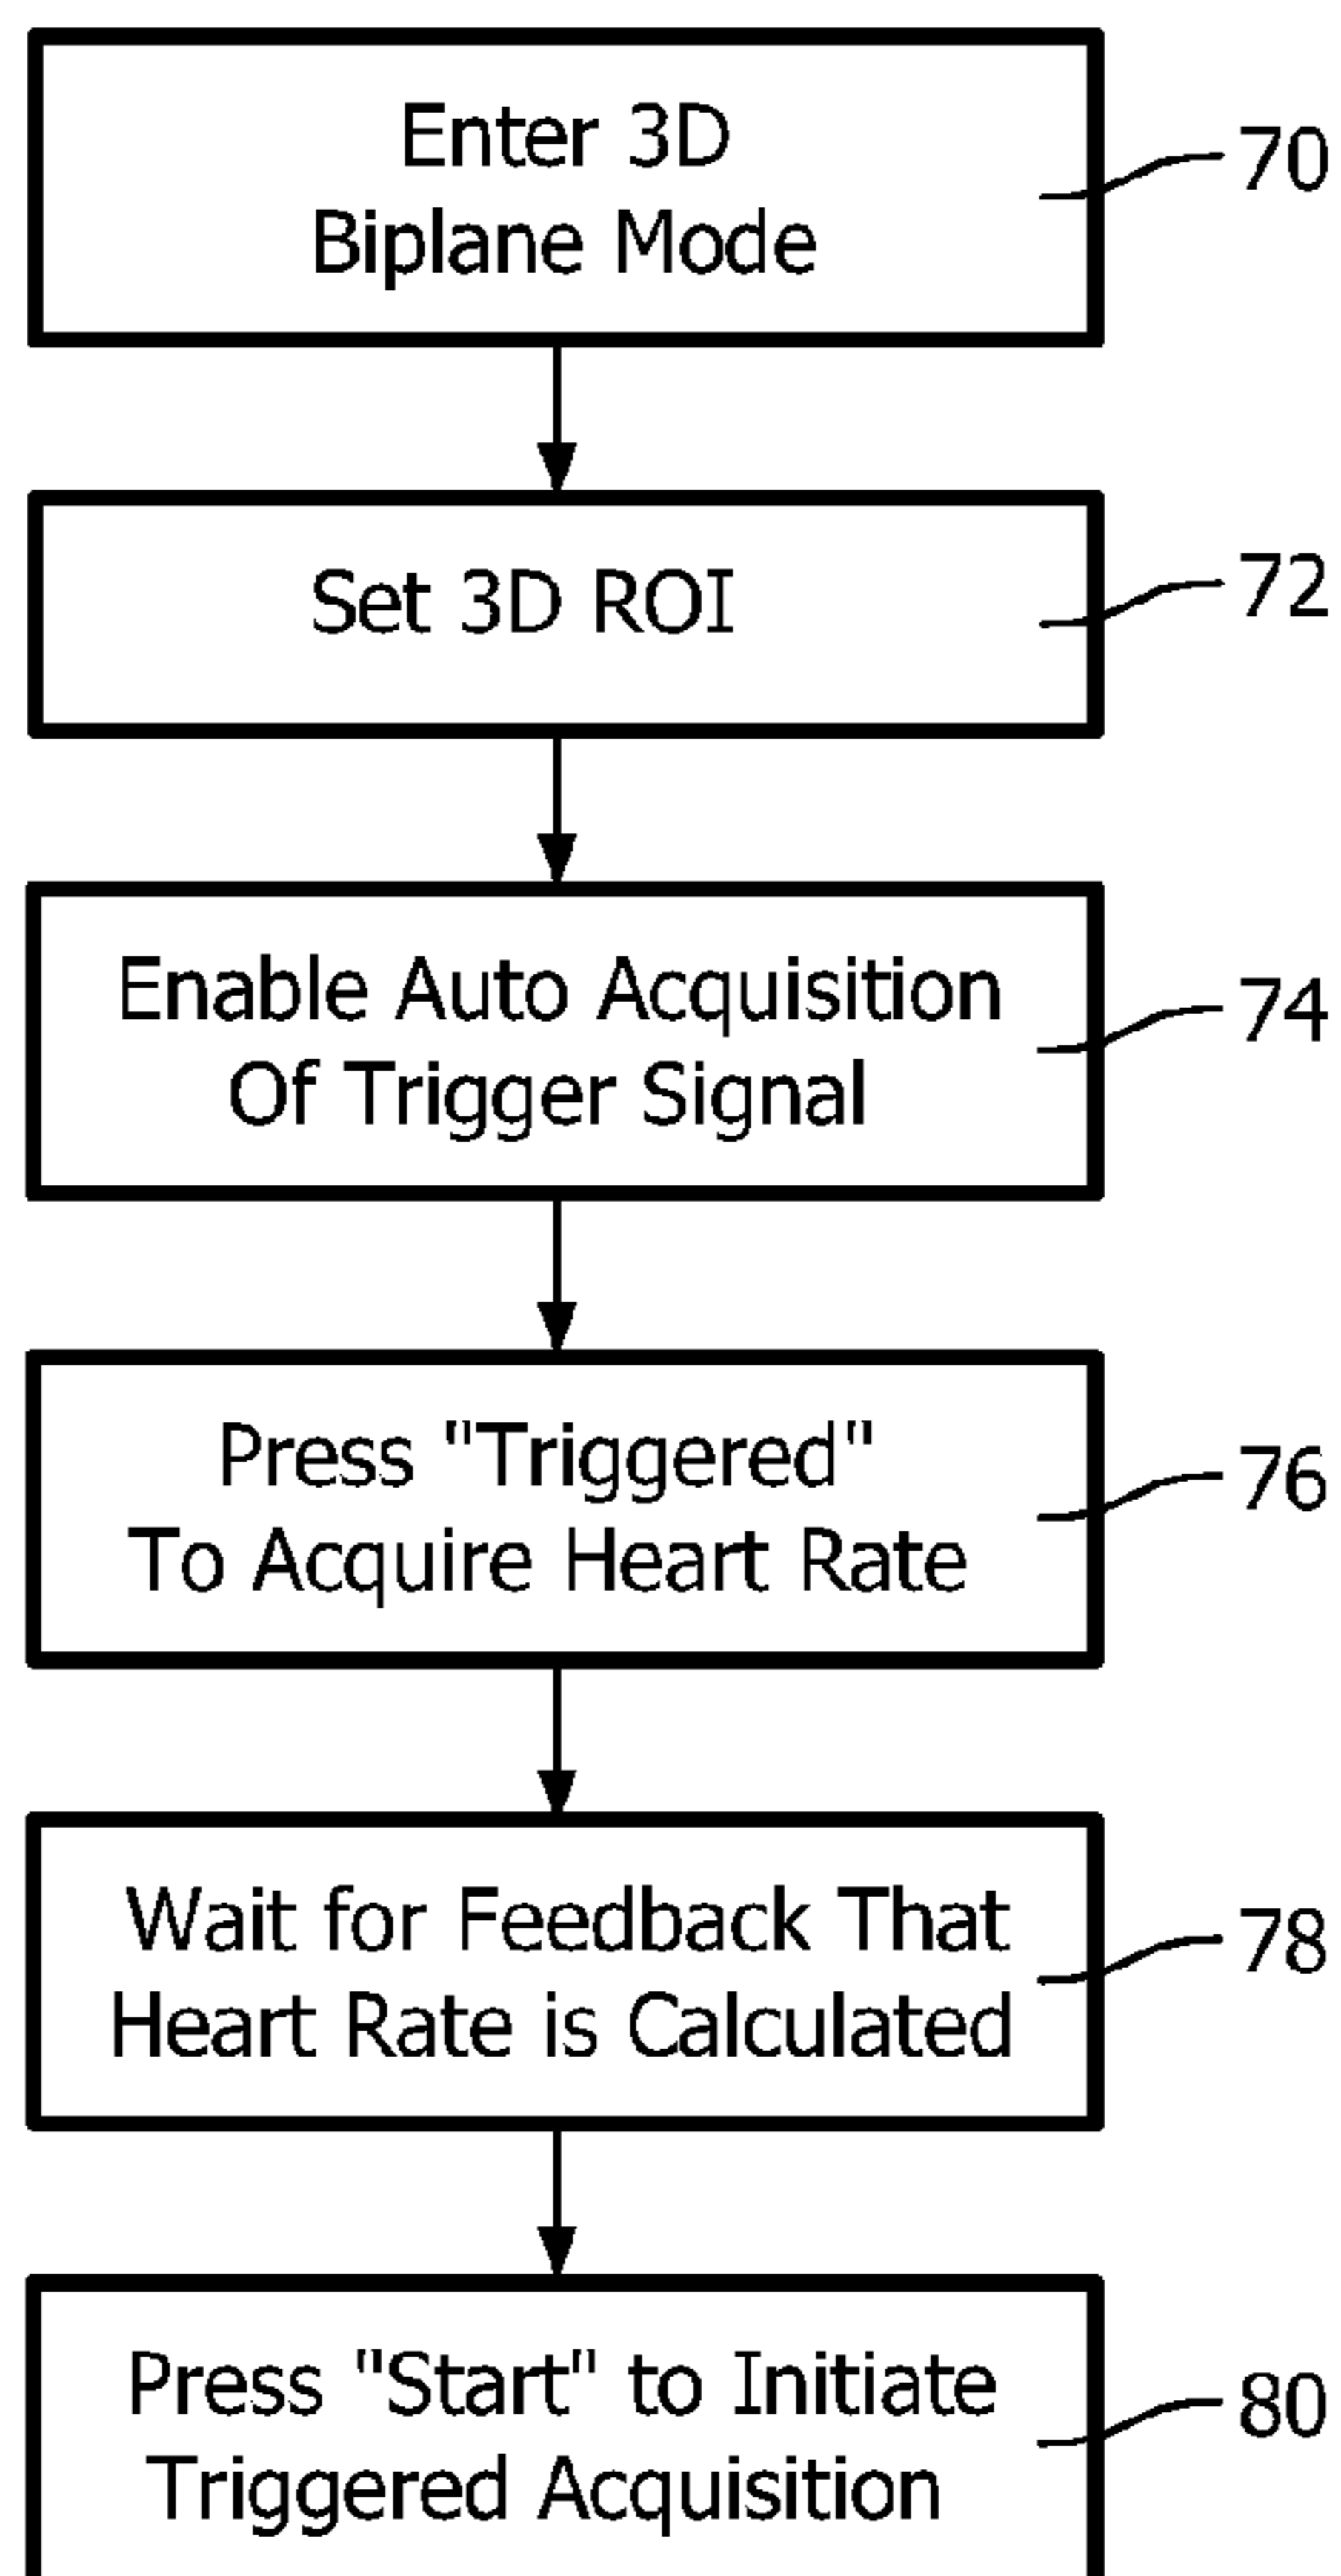 Enter 3D
Biplane Mode
70
Set 3D ROI
72
Enable Auto Acquisition
Of Trigger Signal
74
Press "Triggered"
To Acquire Heart Rate
76
Wait for Feedback That
Heart Rate is Calculated
78
Press "Start" to Initiate
Triggered Acquisition
80